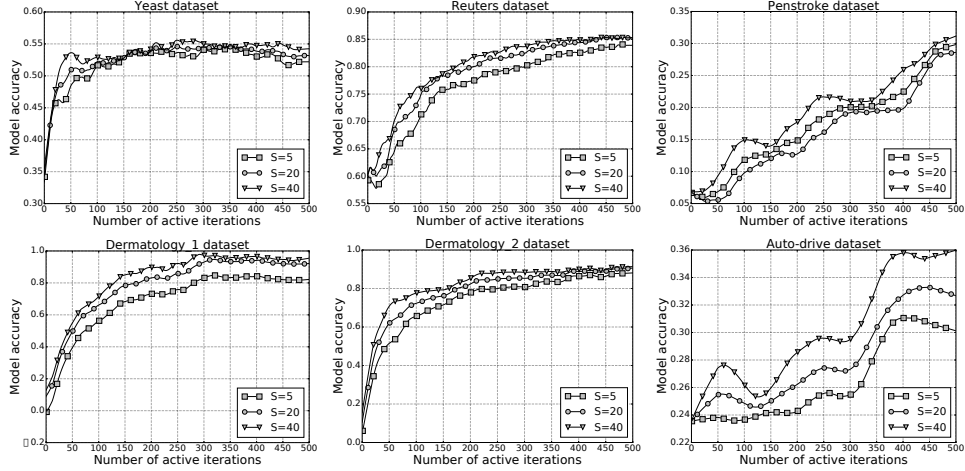 Yeast dataset
Model accuracy
0.60
0.55
0.50
0.45
0.40
0.35
0.30
0 50 100 150 200 250 300 350 400 450 500
Number of active iterations
S=5
S=20
S=40
Reuters dataset
Model accuracy
0.90
0.85
0.80
0.75
0.70
0.65
0.60
0.55
0 50 100 150 200 250 300 350 400 450 500
Number of active iterations
S=5
S=20
S=40
Penstroke dataset
Model accuracy
0.35
0.30
0.25
0.20
0.15
0.10
0.05
0 50 100 150 200 250 300 350 400 450 500
Number of active iterations
S=5
S=20
S=40
Dermatology_1 dataset
Model accuracy
1.0
0.8
0.6
0.4
0.2
0.0
▯0.2
0 50 100 150 200 250 300 350 400 450 500
Number of active iterations
S=5
S=20
S=40
Dermatology_2 dataset
Model accuracy
1.0
0.8
0.6
0.4
0.2
0.0
0 50 100 150 200 250 300 350 400 450 500
Number of active iterations
S=5
S=20
S=40
Auto-drive dataset
Model accuracy
0.36
0.34
0.32
0.30
0.28
0.26
0.24
0.22
0 50 100 150 200 250 300 350 400 450 500
Number of active iterations
S=5
S=20
S=40